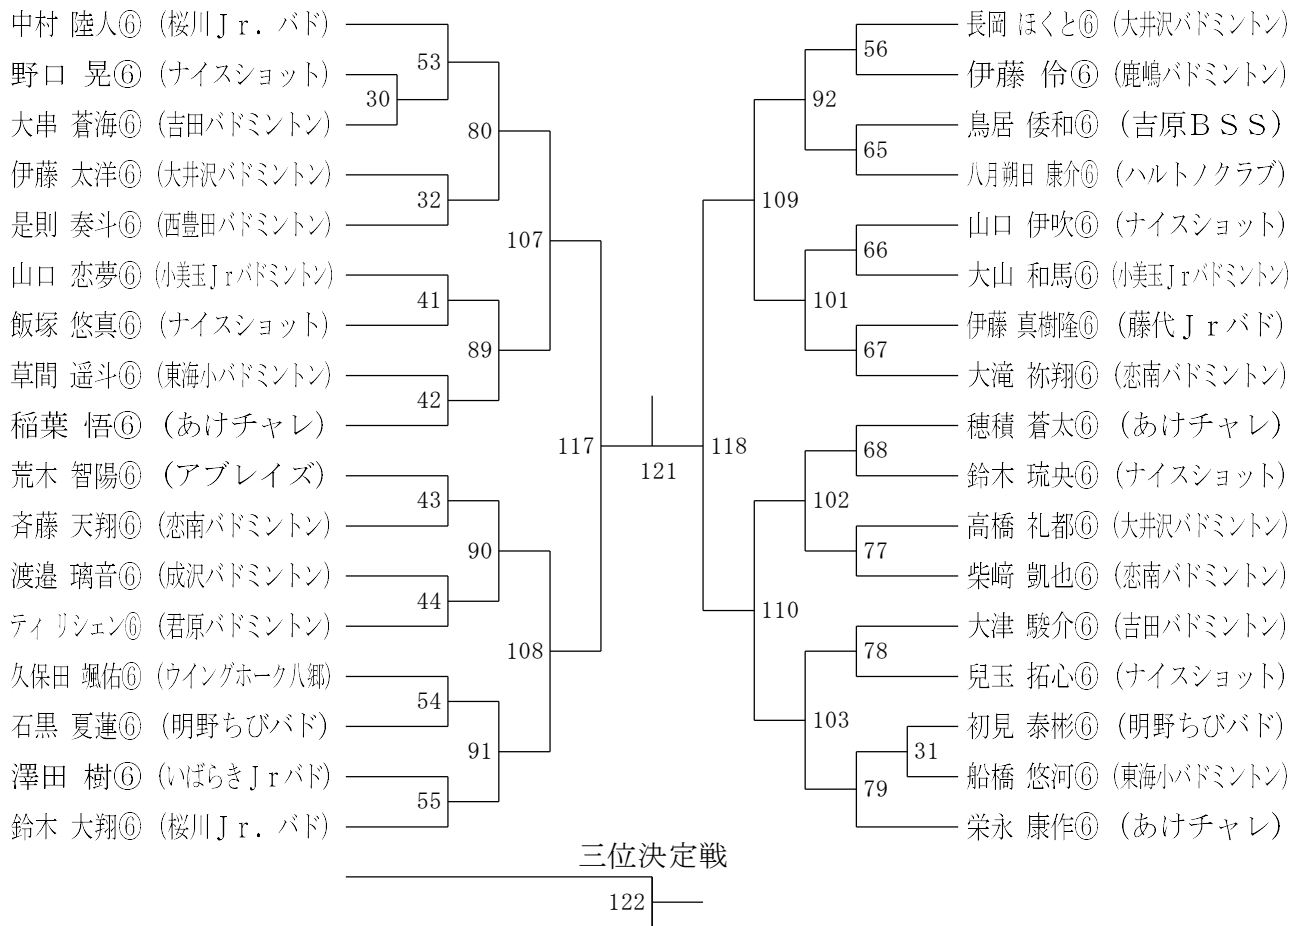 中村 陸人⑥ (桜川Ｊｒ．バド)
野口 晃⑥ (ナイスショット)
大串 蒼海⑥ (吉田バドミントン)
伊藤 太洋⑥ (大井沢バドミントン)
是則 奏斗⑥ (西豊田バドミントン)
山口 恋夢⑥ (小美玉Ｊｒバドミントン)
飯塚 悠真⑥ (ナイスショット)
草間 遥斗⑥ (東海小バドミントン)
稲葉 悟⑥ (あけチャレ)
荒木 智陽⑥ (アブレイズ)
斉藤 天翔⑥ (恋南バドミントン)
渡邉 璃音⑥ (成沢バドミントン)
ティ リシェン⑥ (君原バドミントン)
久保田 颯佑⑥ (ウイングホーク八郷)
石黒 夏蓮⑥ (明野ちびバド)
澤田 樹⑥ (いばらきＪｒバド)
鈴木 大翔⑥ (桜川Ｊｒ．バド)
53
30
80
32
107
41
89
42
117
43
90
44
108
54
91
55
121
118
56
92
65
109
66
101
67
68
102
77
110
78
103
31
79
長岡 ほくと⑥ (大井沢バドミントン)
伊藤 伶⑥ (鹿嶋バドミントン)
鳥居 倭和⑥ (吉原ＢＳＳ)
八月朔日 康介⑥ (ハルトノクラブ)
山口 伊吹⑥ (ナイスショット)
大山 和馬⑥ (小美玉Ｊｒバドミントン)
伊藤 真樹隆⑥ (藤代Ｊｒバド)
大滝 祢翔⑥ (恋南バドミントン)
穂積 蒼太⑥ (あけチャレ)
鈴木 琉央⑥ (ナイスショット)
高橋 礼都⑥ (大井沢バドミントン)
柴﨑 凱也⑥ (恋南バドミントン)
大津 駿介⑥ (吉田バドミントン)
兒玉 拓心⑥ (ナイスショット)
初見 泰彬⑥ (明野ちびバド)
船橋 悠河⑥ (東海小バドミントン)
栄永 康作⑥ (あけチャレ)
三位決定戦
122